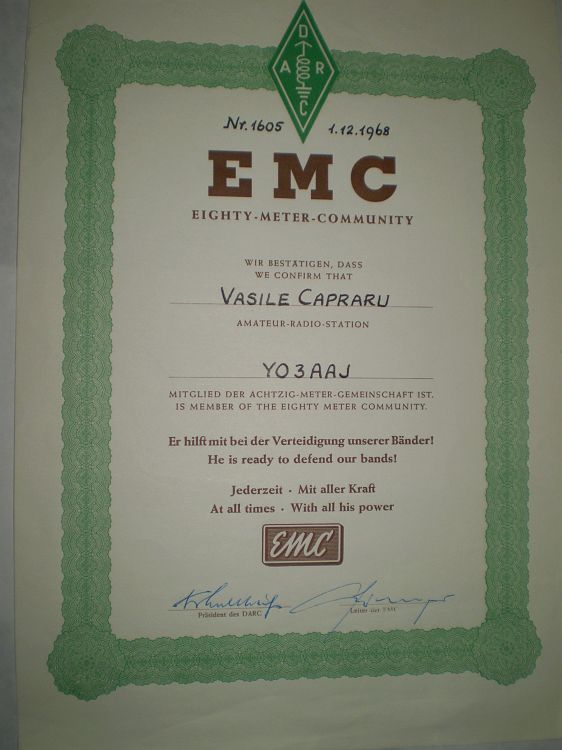 D
A R
C
Nr. 1605 1.12.1968
EMC
EIGHTY-METER-COMMUNITY
WIR BESTÄTIGEN, DASS
WE CONFIRM THAT
VASILE CAPRARU
AMATEUR-RADIO-STATION
YO3AAJ
MITGLIED DER ACHTZIG-METER-GEMEINSCHAFT IST.
IS MEMBER OF THE EIGHTY METER COMMUNITY.
Er hilft mit bei der Verteidigung unserer Bänder!
He is ready to defend our bands!
Jederzeit · Mit aller Kraft
At all times · With all his power
EMC
Präsident des DARC Leiter der EMC